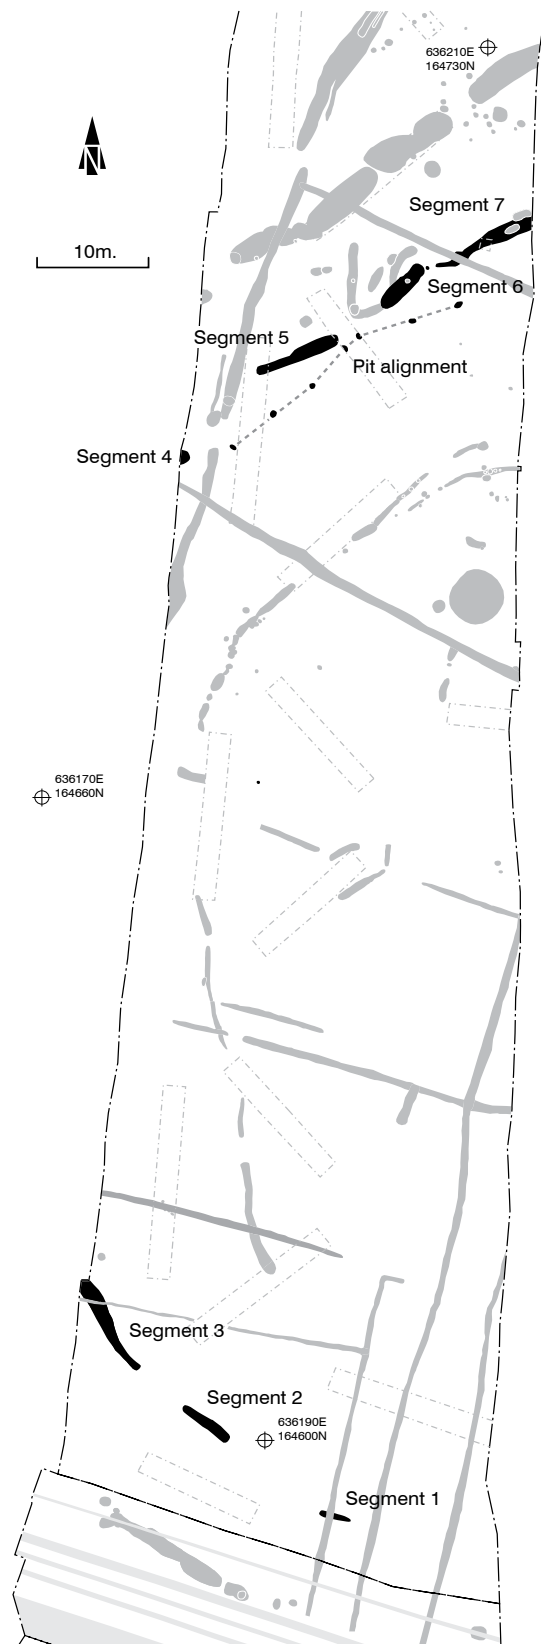 636210E
164730N
N
Segment 7
10m.
Segment 6
Segment 5
Pit alignment
Segment 4
636170E
164660N
Segment 3
Segment 2
636190E
164600N
Segment 1